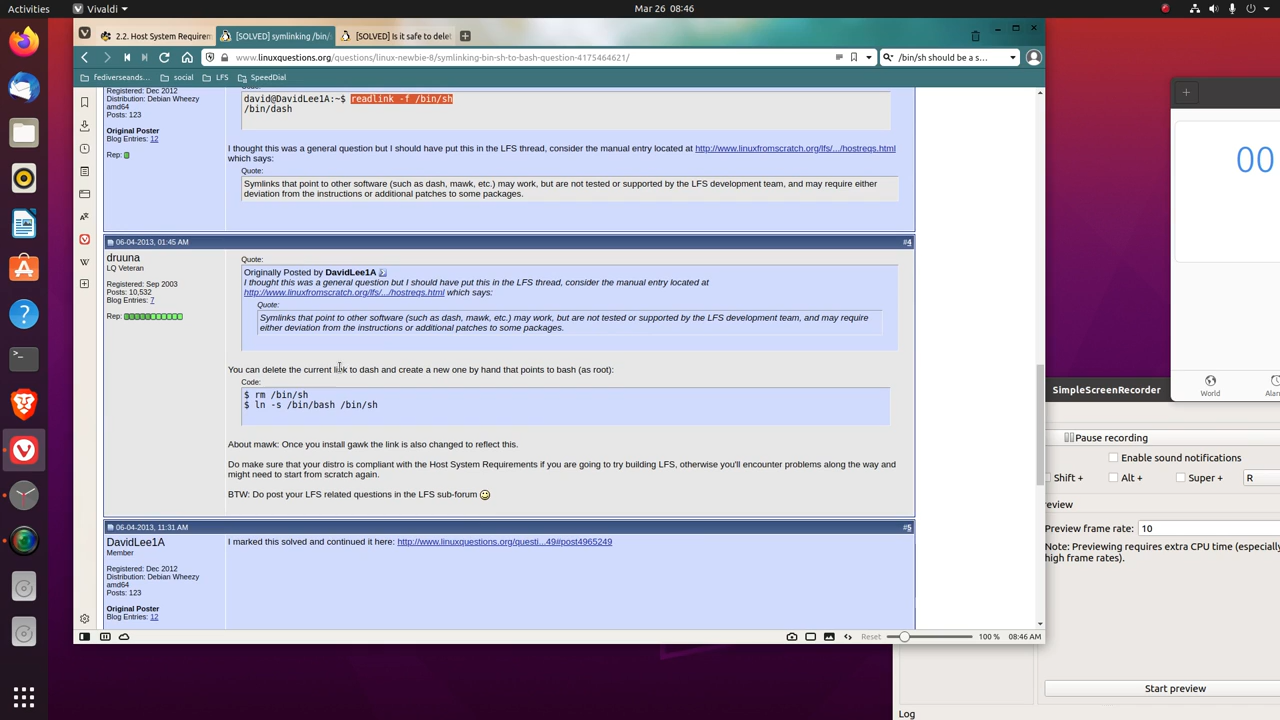 Activities
Vivaldi
Mar 26 08:46
2.2. Host System Requirem
[SOLVED] symlinking /bin/
[SOLVED] Is it safe to delet
www.linuxquestions.org/questions/linux-newbie-8/symlinking-bin-sh-to-bash-question-4175464621/
/bin/sh should be a s...
fediverseands...
social
LFS
SpeedDial
Registered: Dec 2012
Distribution: Debian Wheezy
amd64
Posts: 123
Original Poster
Blog Entries: 12
Rep:
Code:
david@DavidLee1A:~$ readlink -f /bin/sh
/bin/dash
I thought this was a general question but I should have put this in the LFS thread, consider the manual entry located at http://www.linuxfromscratch.org/lfs/.../hostreqs.html
which says:
Quote:
Symlinks that point to other software (such as dash, mawk, etc.) may work, but are not tested or supported by the LFS development team, and may require either
deviation from the instructions or additional patches to some packages.
06-04-2013, 01:45 AM
#4
druuna
LQ Veteran
Registered: Sep 2003
Posts: 10,532
Blog Entries: 7
Rep:
Quote:
Originally Posted by DavidLee1A
I thought this was a general question but I should have put this in the LFS thread, consider the manual entry located at
http://www.linuxfromscratch.org/lfs/.../hostreqs.html which says:
Quote:
Symlinks that point to other software (such as dash, mawk, etc.) may work, but are not tested or supported by the LFS development team, and may require
either deviation from the instructions or additional patches to some packages.
You can delete the current link to dash and create a new one by hand that points to bash (as root):
Code:
$ rm /bin/sh
$ ln -s /bin/bash /bin/sh
About mawk: Once you install gawk the link is also changed to reflect this.
Do make sure that your distro is compliant with the Host System Requirements if you are going to try building LFS, otherwise you'll encounter problems along the way and
might need to start from scratch again.
BTW: Do post your LFS related questions in the LFS sub-forum
06-04-2013, 11:31 AM
#5
DavidLee1A
Member
Registered: Dec 2012
Distribution: Debian Wheezy
amd64
Posts: 123
Original Poster
Blog Entries: 12
I marked this solved and continued it here: http://www.linuxquestions.org/questi...49#post4965249
Reset
100 %
08:46 AM
00
World
Alar
SimpleScreenRecorder
Pause recording
Enable sound notifications
Shift +
Alt +
Super +
R
review
Preview frame rate:
10
Note: Previewing requires extra CPU time (especially
high frame rates).
Start preview
Log